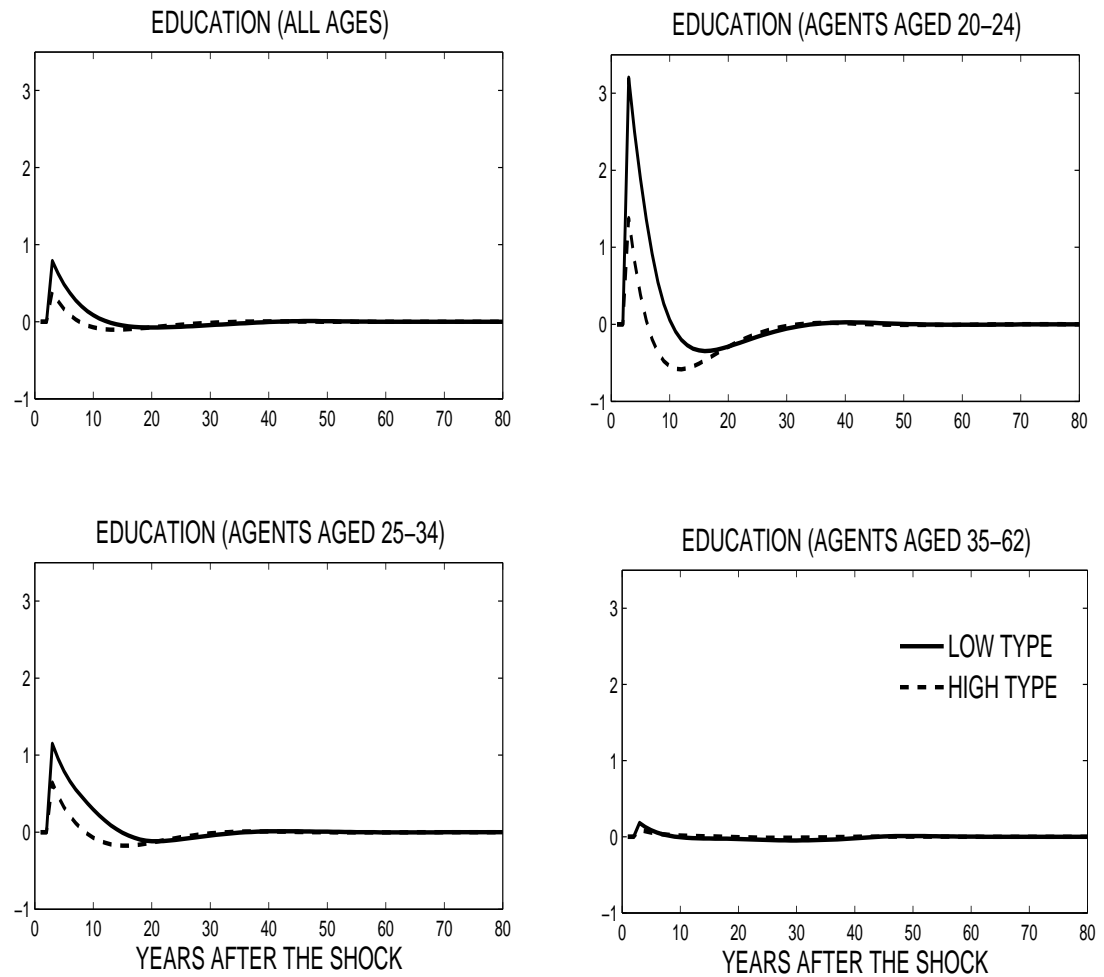 EDUCATION (ALL AGES)
3
2
1
0
−1
0 10 20 30 40 50 60 70 80
EDUCATION (AGENTS AGED 20−24)
3
2
1
0
−1
0 10 20 30 40 50 60 70 80
EDUCATION (AGENTS AGED 25−34)
3
2
1
0
−1
0 10 20 30 40 50 60 70 80
YEARS AFTER THE SHOCK
EDUCATION (AGENTS AGED 35−62)
3
2
1
0
−1
LOW TYPE
HIGH TYPE
0 10 20 30 40 50 60 70 80
YEARS AFTER THE SHOCK